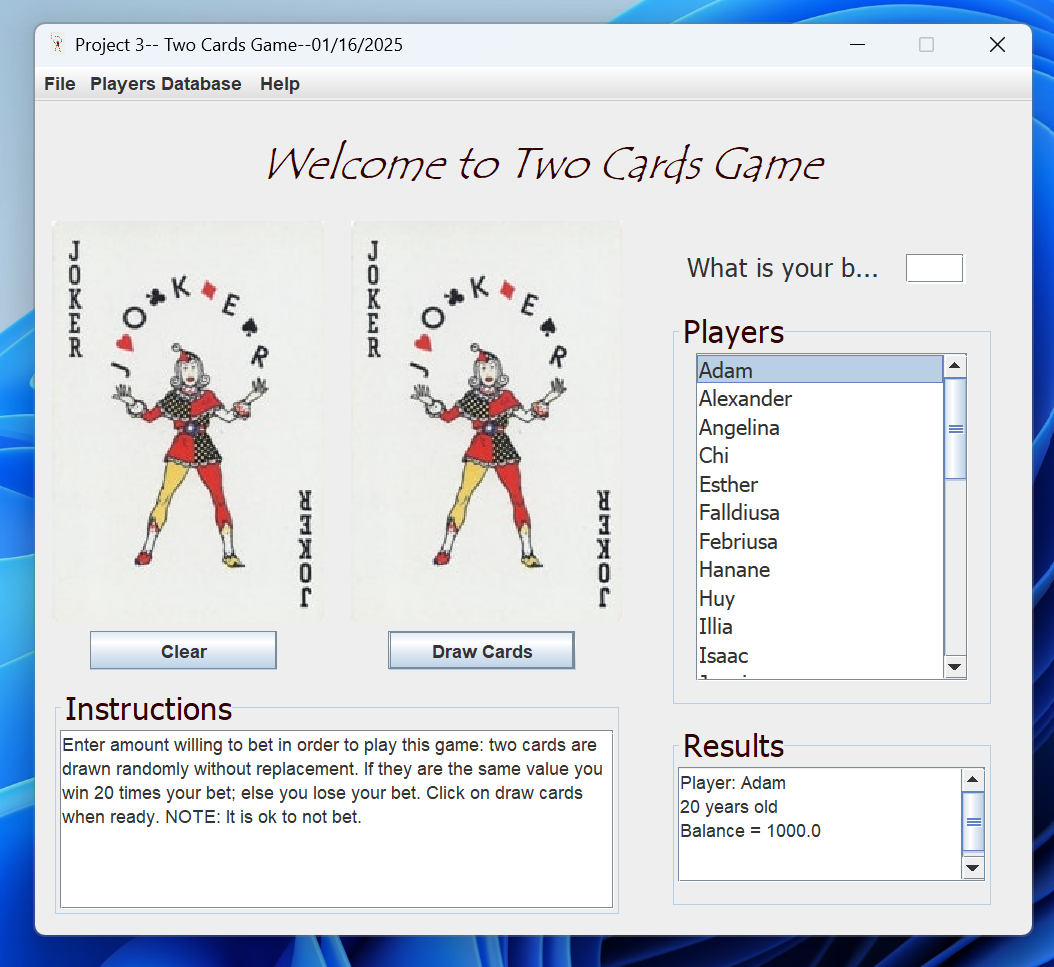 Project 3-- Two Cards Game--01/16/2025
File Players Database Help
Welcome to Two Cards Game
JOKER
JOKER
JOKER
JOKER
JOKER
JOKER
What is your b...
Players
Adam
Alexander
Angelina
Chi
Esther
Falldiusa
Febriusa
Hanane
Huy
Illia
Isaac
Clear
Draw Cards
Instructions
Enter amount willing to bet in order to play this game: two cards are
drawn randomly without replacement. If they are the same value you
win 20 times your bet; else you lose your bet. Click on draw cards
when ready. NOTE: It is ok to not bet.
Results
Player: Adam
20 years old
Balance = 1000.0